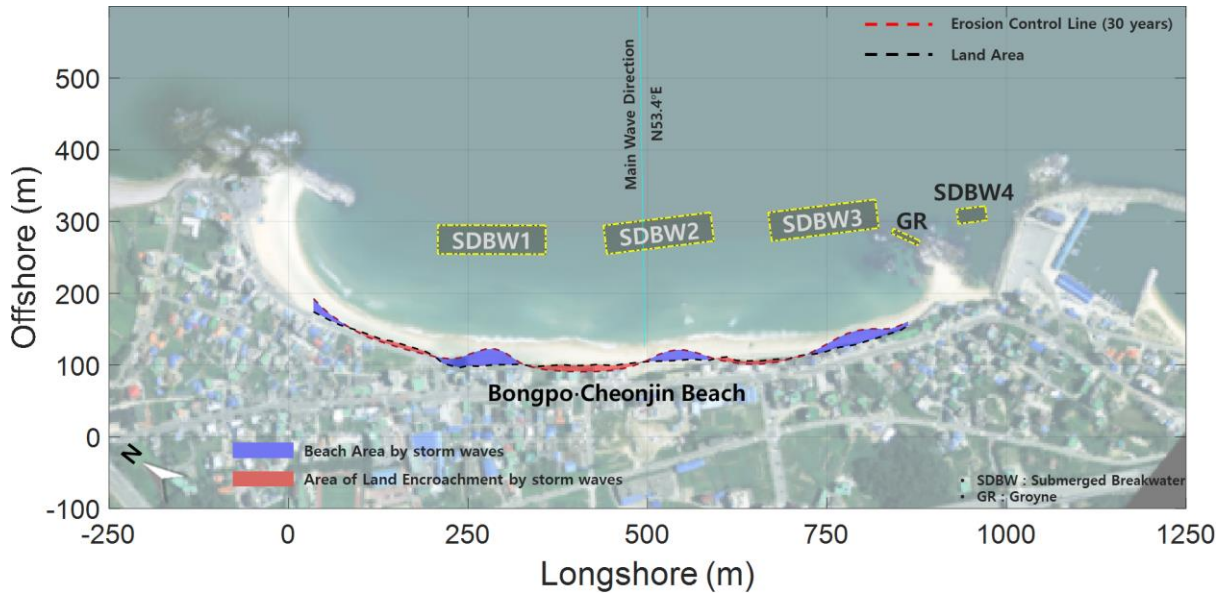 Erosion Control Line (30 years)
Land Area
Main Wave Direction
N53.4°E
500
400
300
200
100
0
-100
Offshore (m)
SDBW1
SDBW2
SDBW3
GR
SDBW4
Bongpo·Cheonjin Beach
N
Beach Area by storm waves
Area of Land Encroachment by storm waves
SDBW : Submerged Breakwater
GR : Groyne
-250
0
250
500
750
1000
1250
Longshore (m)